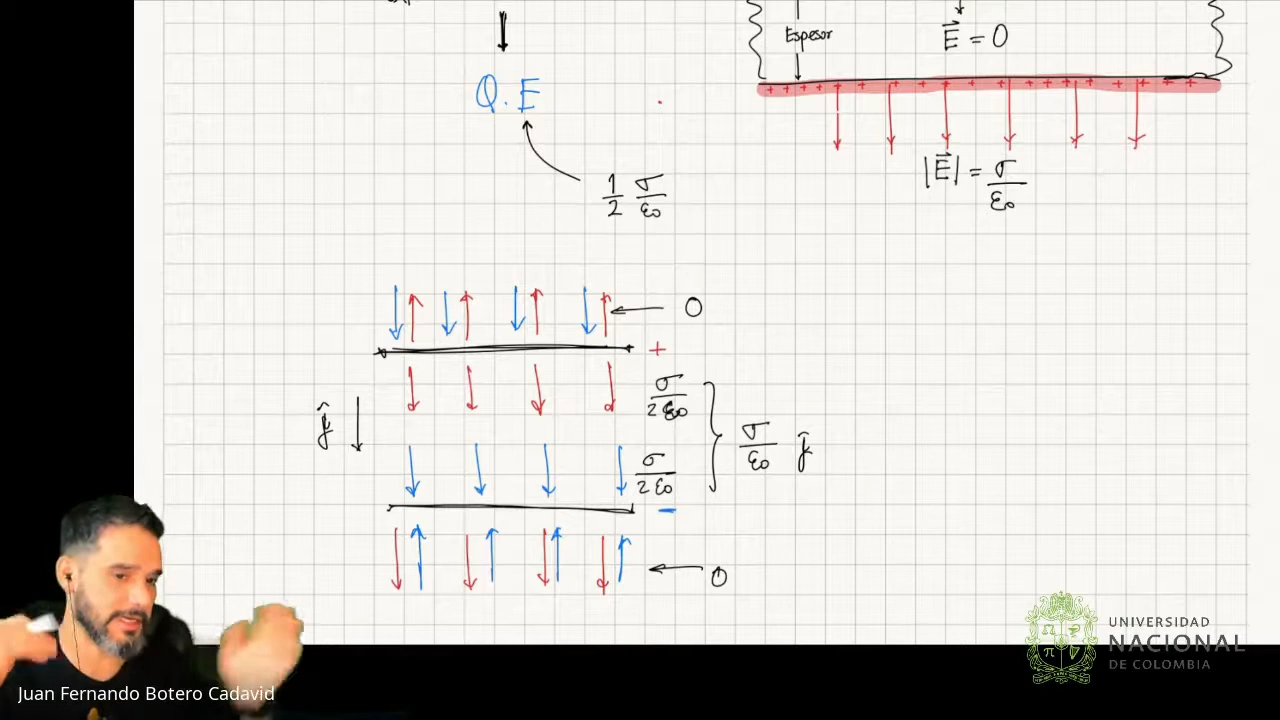 Espesor
E⃗ = 0
Q. E
+ + + + + + + + + + + + + + + + + +
1/2 σ/ε₀
|E⃗| = σ/ε₀
0
+
σ/2ε₀
ĵ
σ/ε₀ ĵ
σ/2ε₀
-
0
UNIVERSIDAD
NACIONAL
DE COLOMBIA
Juan Fernando Botero Cadavid